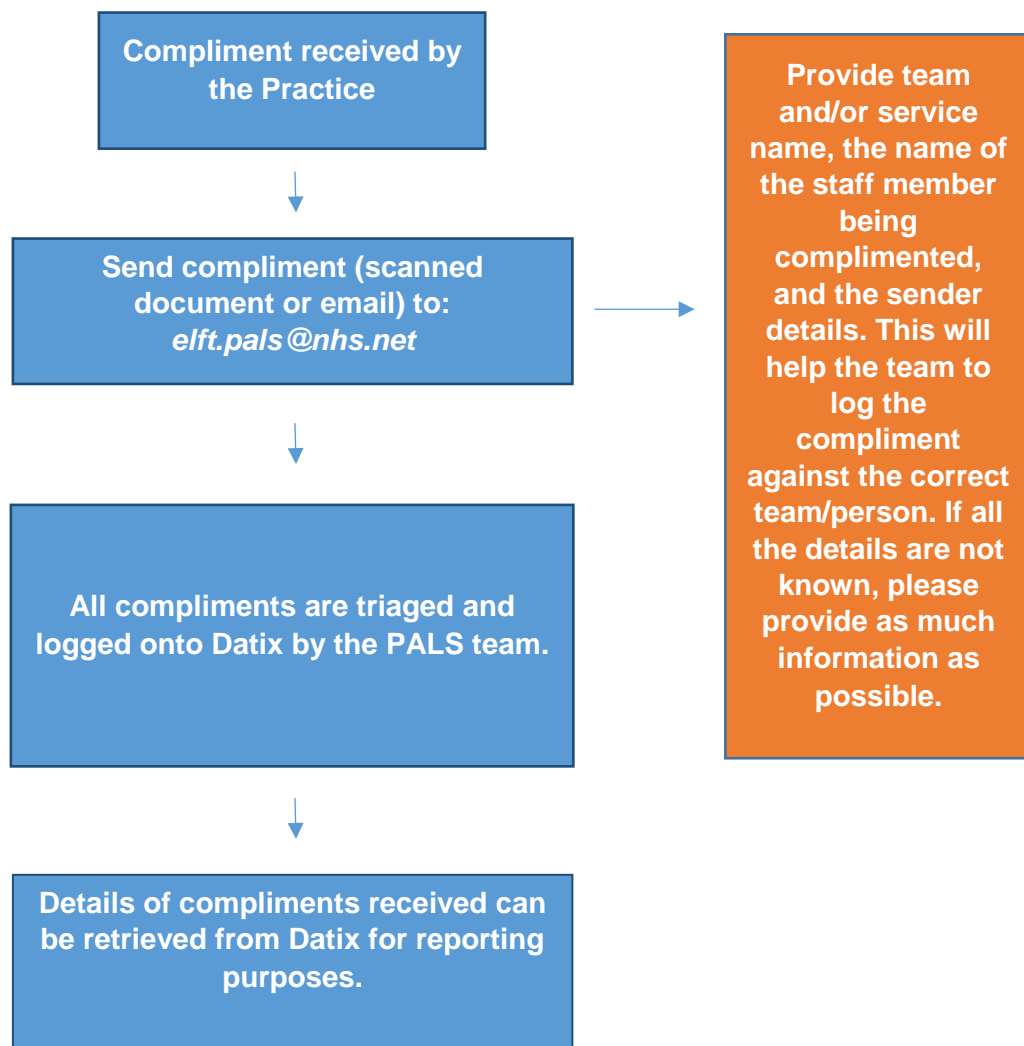 Compliment received by
the Practice
Send compliment (scanned
document or email) to:
elft.pals@nhs.net
All compliments are triaged and
logged onto Datix by the PALS team.
Details of compliments received can
be retrieved from Datix for reporting
purposes.
Provide team
and/or service
name, the name of
the staff member
being
complimented,
and the sender
details. This will
help the team to
log the
compliment
against the correct
team/person. If all
the details are not
known, please
provide as much
information as
possible.